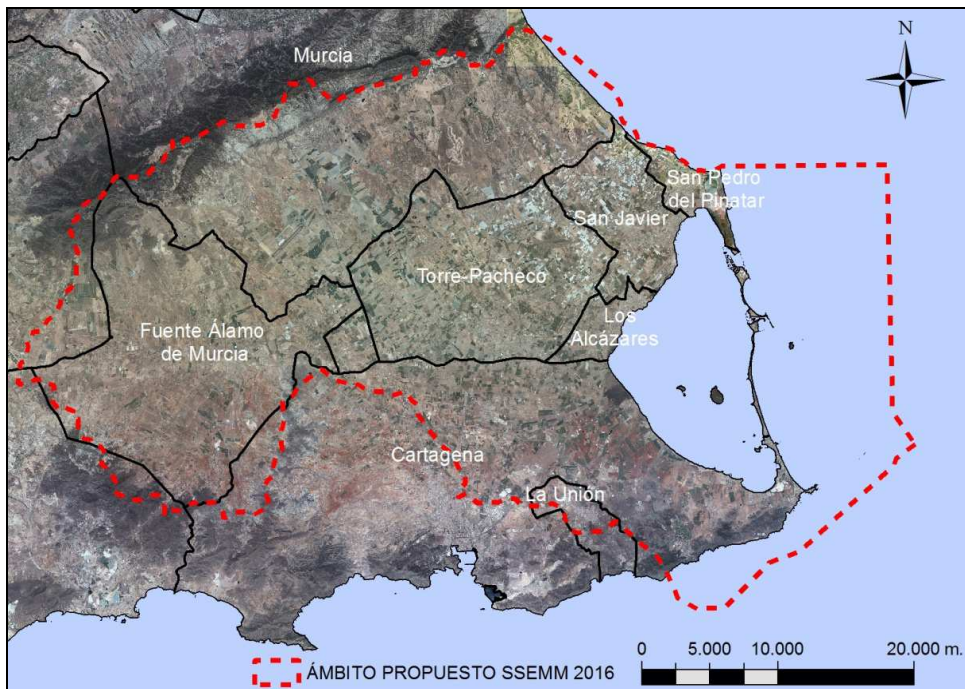 Murcia
N
San Pedro
del Pinatar
San Javier
Torre-Pacheco
Los
Alcázares
Fuente Álamo
de Murcia
Cartagena
La Unión
0 5.000 10.000 20.000 m.
ÁMBITO PROPUESTO SSEMM 2016